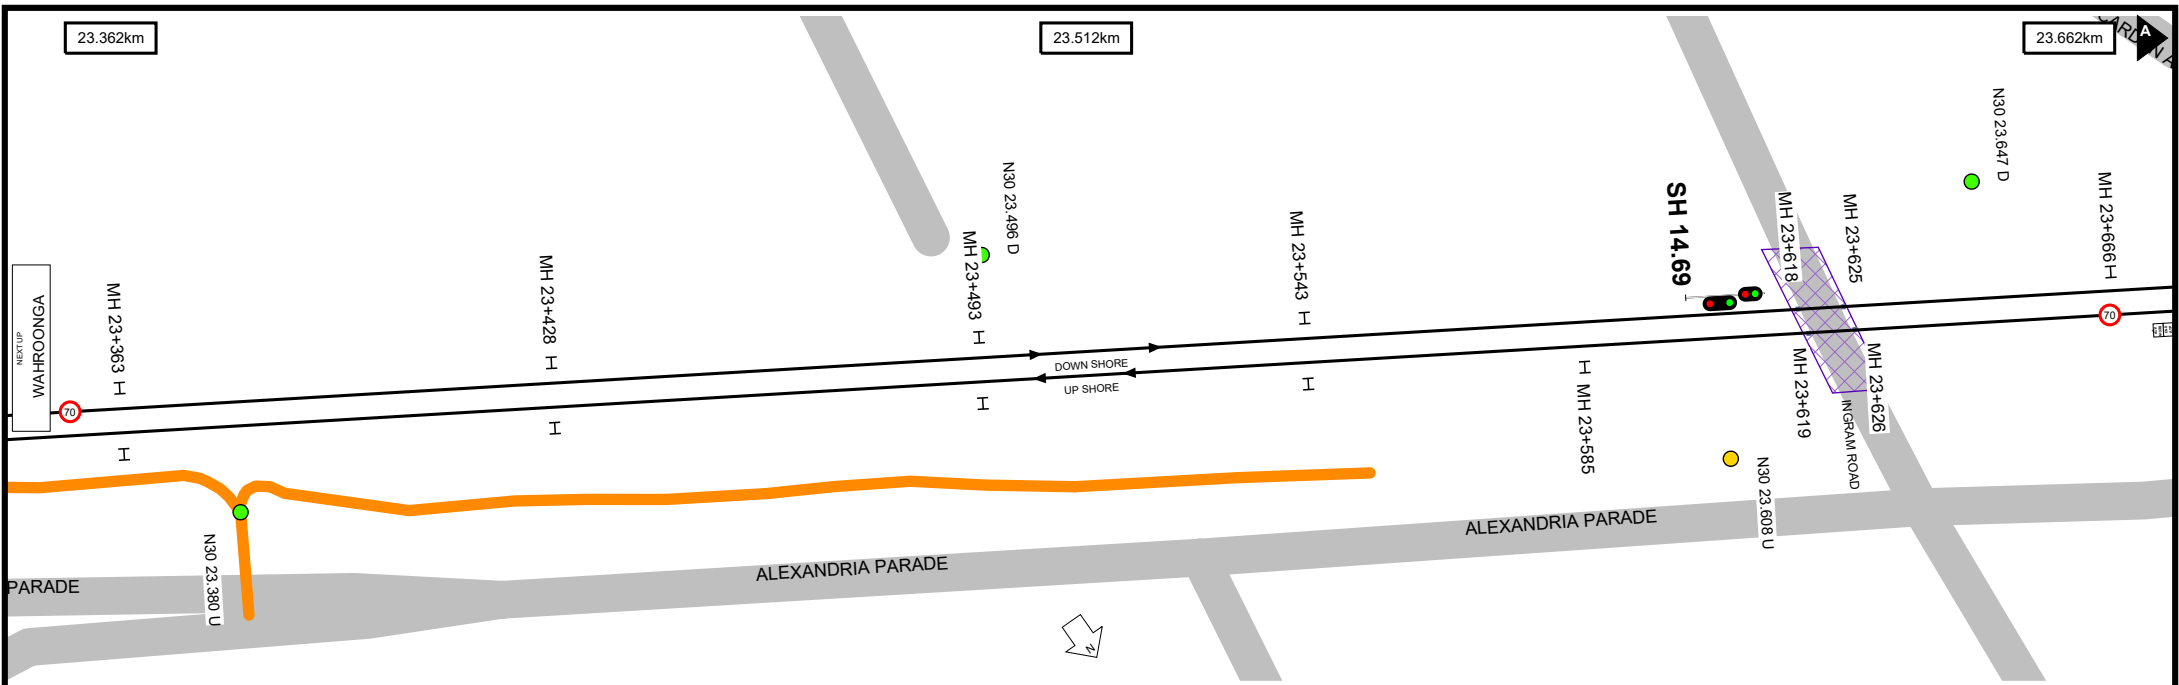 23.362km
23.512km
23.662km
A
N30 23.647 D
N30 23.496 D
SH 14.69
MH 23+363
MH 23+428
MH 23+493
MH 23+543
MH 23+618
MH 23+625
MH 23+666
NEXT UP
WAHROONGA
70
DOWN SHORE
UP SHORE
70
MH 23+585
MH 23+619
MH 23+626
INGRAM ROAD
N30 23.380 U
N30 23.608 U
PARADE
ALEXANDRIA PARADE
ALEXANDRIA PARADE
N